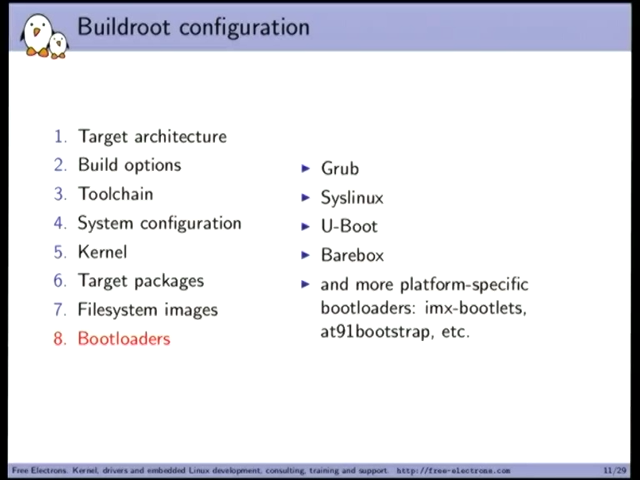 Buildroot configuration
1. Target architecture
2. Build options
3. Toolchain
4. System configuration
5. Kernel
6. Target packages
7. Filesystem images
8. Bootloaders
Grub
Syslinux
U-Boot
Barebox
and more platform-specific
bootloaders: imx-bootlets,
at91bootstrap, etc.
Free Electrons. Kernel, drivers and embedded Linux development, consulting, training and support. http://free-electrons.com 11/29